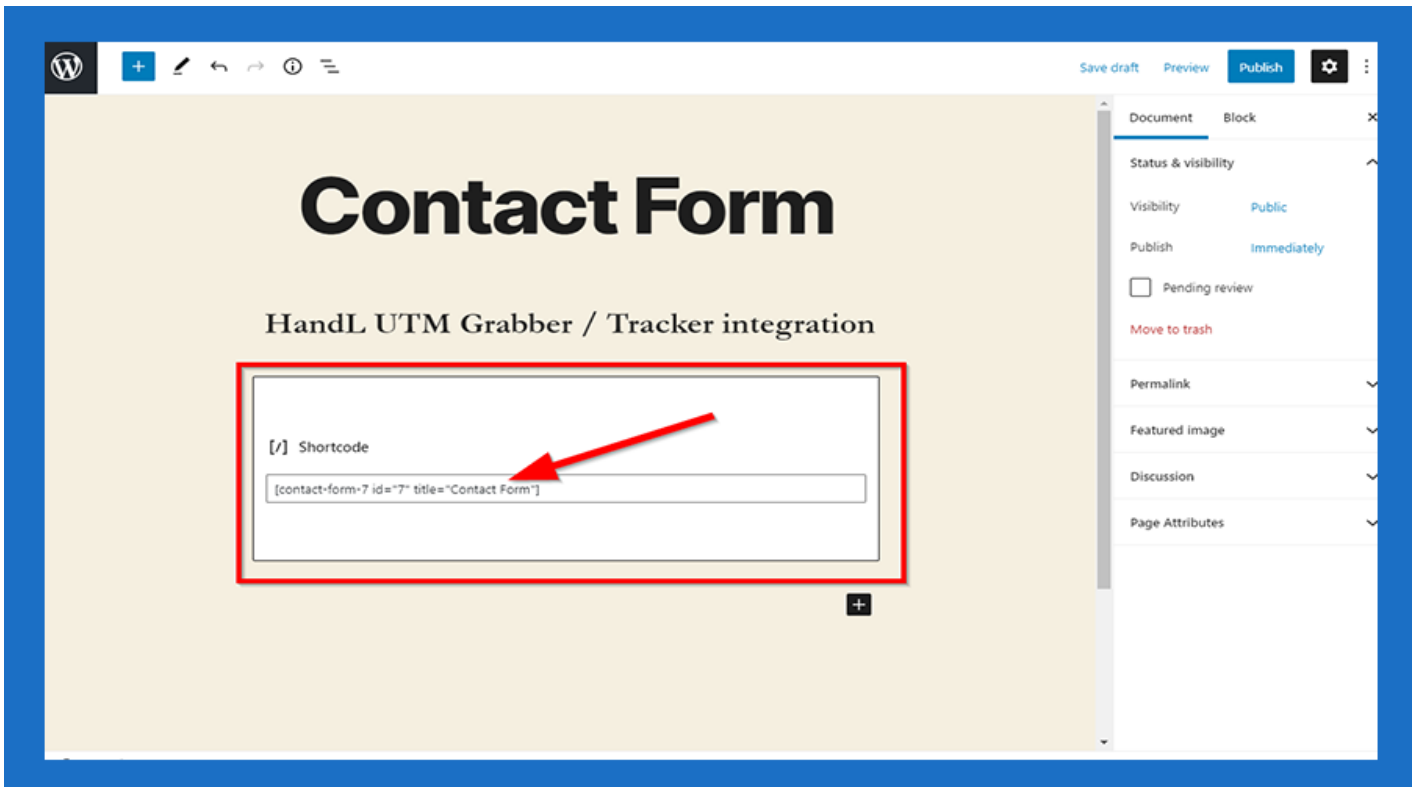 Save draft Preview Publish
Document Block
Status & visibility
Visibility Public
Publish Immediately
Pending review
Move to trash
Permalink
Featured image
Discussion
Page Attributes
Contact Form
HandL UTM Grabber / Tracker integration
[/] Shortcode
[contact-form-7 id="7" title="Contact Form"]